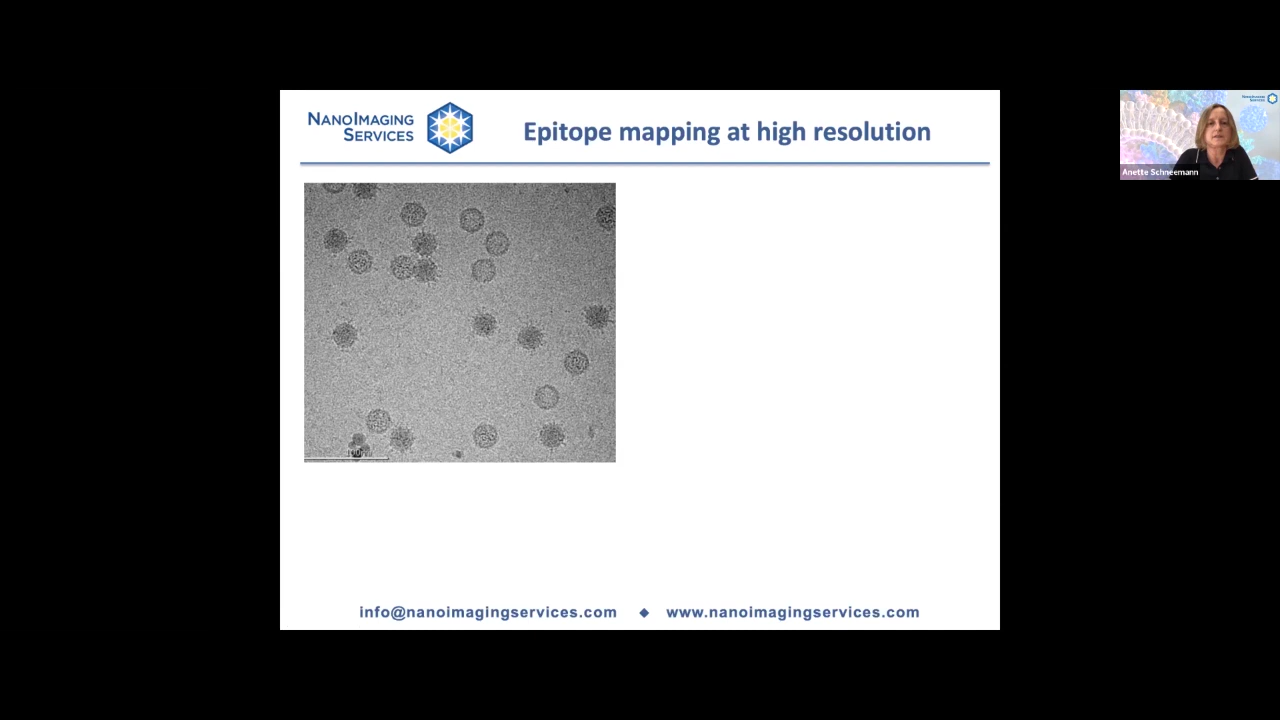 NANOIMAGING
SERVICES
Epitope mapping at high resolution
Anette Schneemann
info@nanoimagingservices.com ◆ www.nanoimagingservices.com